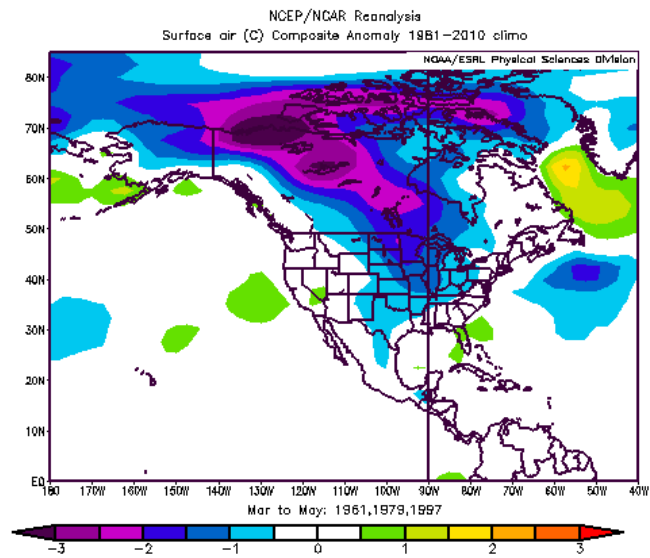 NCEP/NCAR Reanalysis
Surface air (C) Composite Anomaly 1981-2010 climo
NOAA/ESRL Physical Sciences Division
80N
70N
60N
50N
40N
30N
20N
10N
EQ
180 170W 160W 150W 140W 130W 120W 110W 100W 90W 80W 70W 60W 50W 40W
Mar to May: 1961,1979,1997
-3 -2 -1 0 1 2 3